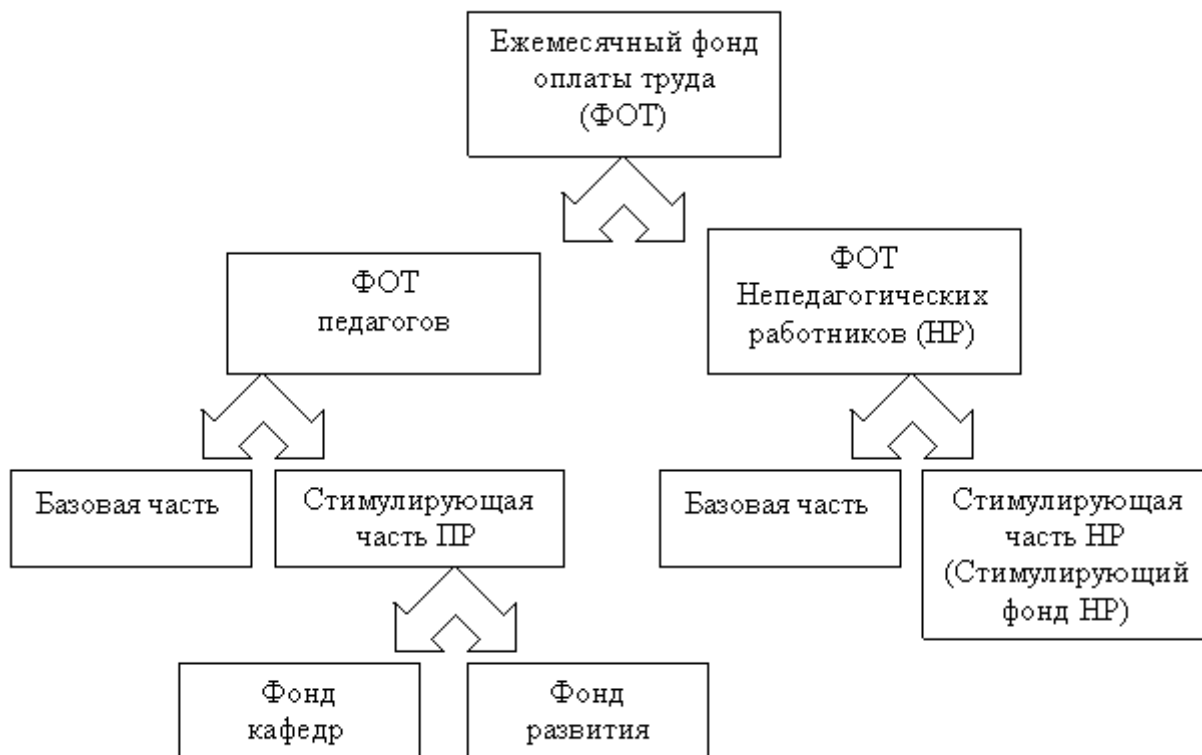 Ежемесячный фонд
оплаты труда
(ФОТ)
ФОТ
педагогов
ФОТ
Непедагогических
работников (НР)
Базовая часть
Стимулирующая
часть ПР
Базовая часть
Стимулирующая
часть НР
(Стимулирующий
фонд НР)
Фонд
кафедр
Фонд
развития